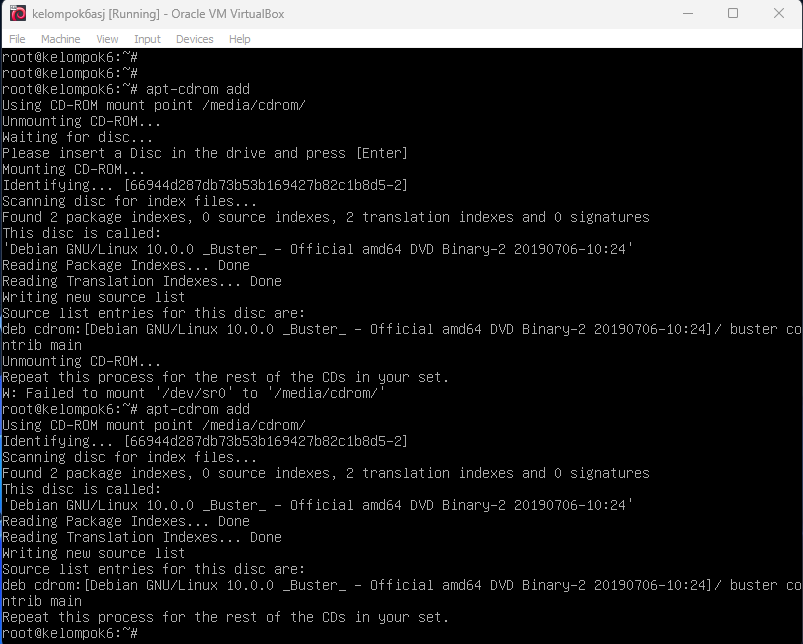 kelompok6asj [Running] - Oracle VM VirtualBox
File Machine View Input Devices Help
root@kelompok6:~#
root@kelompok6:~#
root@kelompok6:~# apt-cdrom add
Using CD-ROM mount point /media/cdrom/
Unmounting CD-ROM...
Waiting for disc...
Please insert a Disc in the drive and press [Enter]
Mounting CD-ROM...
Identifying... [66944d287db73b53b169427b82c1b8d5-2]
Scanning disc for index files...
Found 2 package indexes, 0 source indexes, 2 translation indexes and 0 signatures
This disc is called:
'Debian GNU/Linux 10.0.0 _Buster_ - Official amd64 DVD Binary-2 20190706-10:24'
Reading Package Indexes... Done
Reading Translation Indexes... Done
Writing new source list
Source list entries for this disc are:
deb cdrom:[Debian GNU/Linux 10.0.0 _Buster_ - Official amd64 DVD Binary-2 20190706-10:24]/ buster co
ntrib main
Unmounting CD-ROM...
Repeat this process for the rest of the CDs in your set.
W: Failed to mount '/dev/sr0' to '/media/cdrom/'
root@kelompok6:~# apt-cdrom add
Using CD-ROM mount point /media/cdrom/
Identifying... [66944d287db73b53b169427b82c1b8d5-2]
Scanning disc for index files...
Found 2 package indexes, 0 source indexes, 2 translation indexes and 0 signatures
This disc is called:
'Debian GNU/Linux 10.0.0 _Buster_ - Official amd64 DVD Binary-2 20190706-10:24'
Reading Package Indexes... Done
Reading Translation Indexes... Done
Writing new source list
Source list entries for this disc are:
deb cdrom:[Debian GNU/Linux 10.0.0 _Buster_ - Official amd64 DVD Binary-2 20190706-10:24]/ buster co
ntrib main
Repeat this process for the rest of the CDs in your set.
root@kelompok6:~#